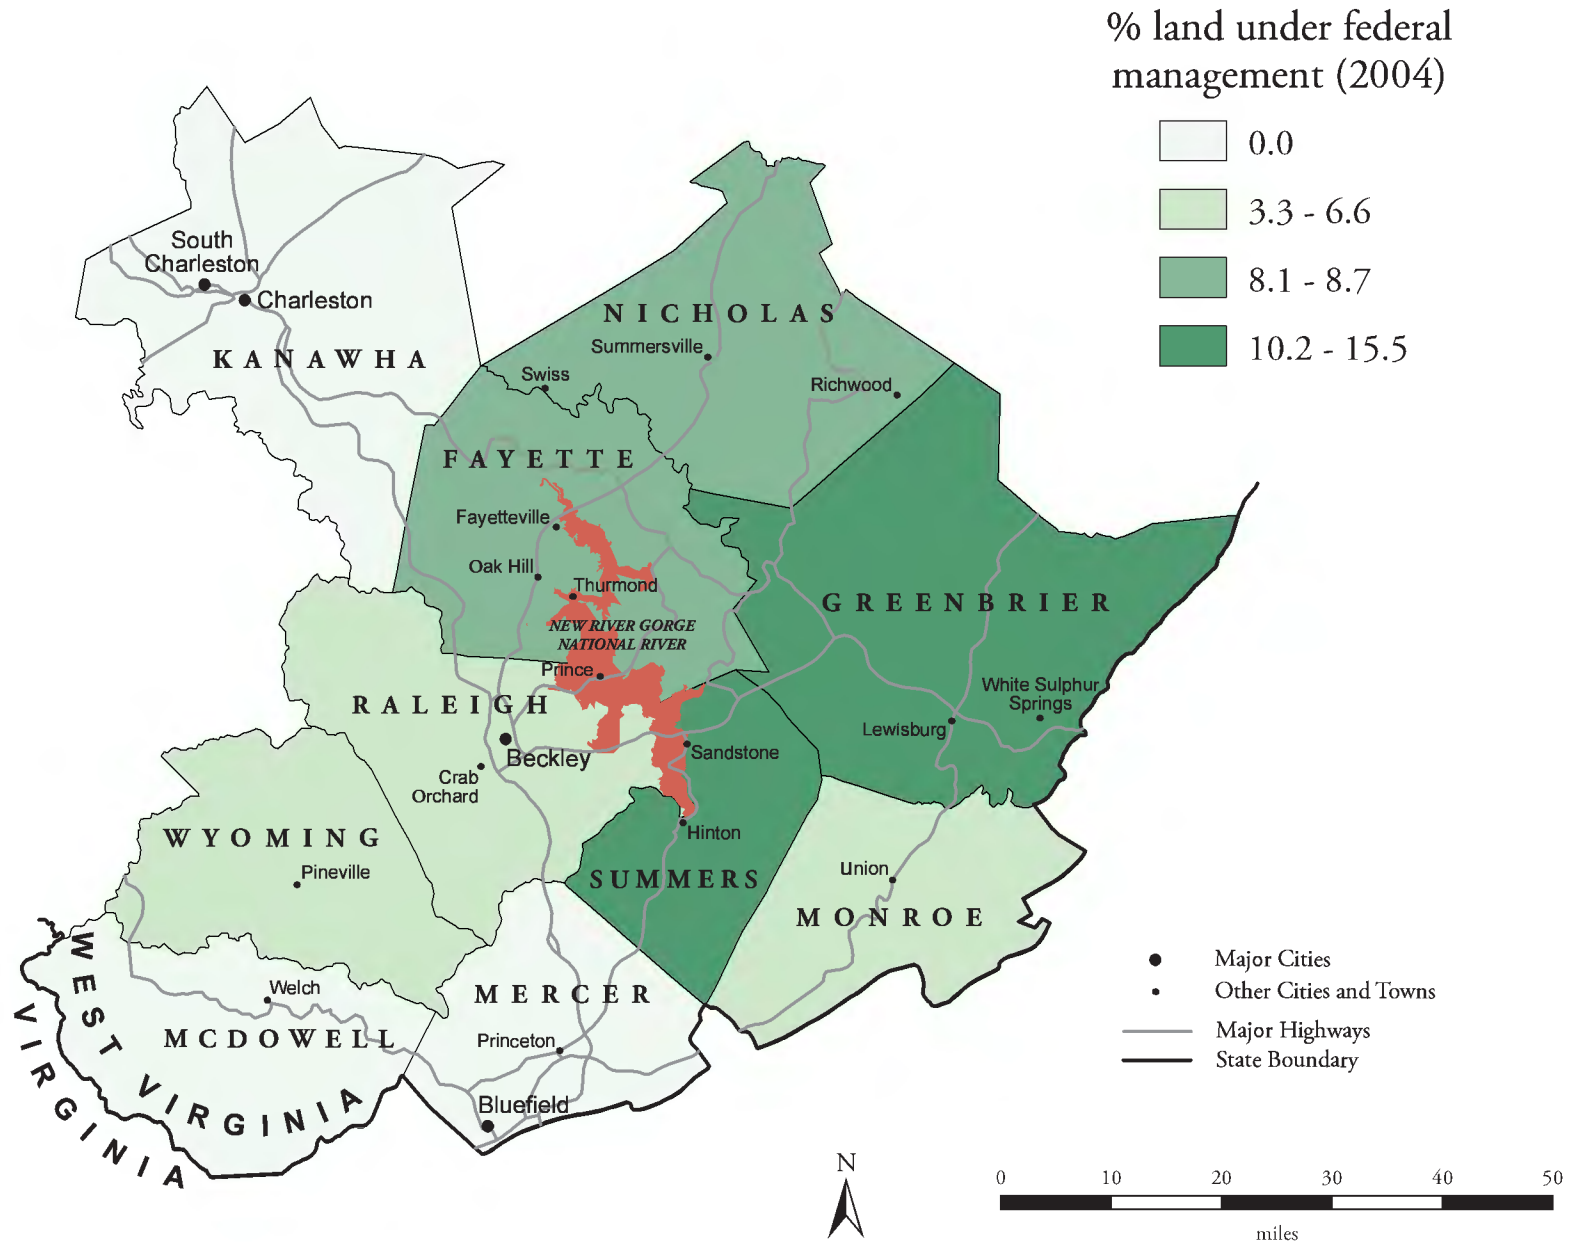 % land under federal
management (2004)
0.0
3.3 - 6.6
8.1 - 8.7
10.2 - 15.5
South
Charleston
Charleston
KANAWHA
NICHOLAS
Summersville
Swiss
Richwood
FAYETTE
Fayetteville
Oak Hill
Thurmond
NEW RIVER GORGE
NATIONAL RIVER
Prince
GREENBRIER
White Sulphur
Springs
Lewisburg
RALEIGH
Beckley
Crab
Orchard
Sandstone
Hinton
SUMMERS
WYOMING
Pineville
Union
MONROE
MERCER
Princeton
Bluefield
Welch
MCDOWELL
WEST VIRGINIA
VIRGINIA
Major Cities
Other Cities and Towns
Major Highways
State Boundary
N
0 10 20 30 40 50
miles